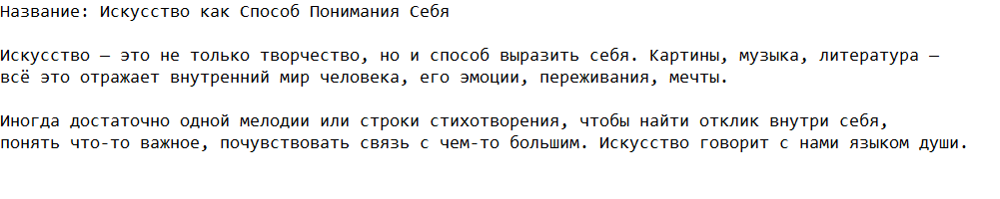 Название: Искусство как Способ Понимания Себя
Искусство — это не только творчество, но и способ выразить себя. Картины, музыка, литература —
всё это отражает внутренний мир человека, его эмоции, переживания, мечты.
Иногда достаточно одной мелодии или строки стихотворения, чтобы найти отклик внутри себя,
понять что-то важное, почувствовать связь с чем-то большим. Искусство говорит с нами языком души.